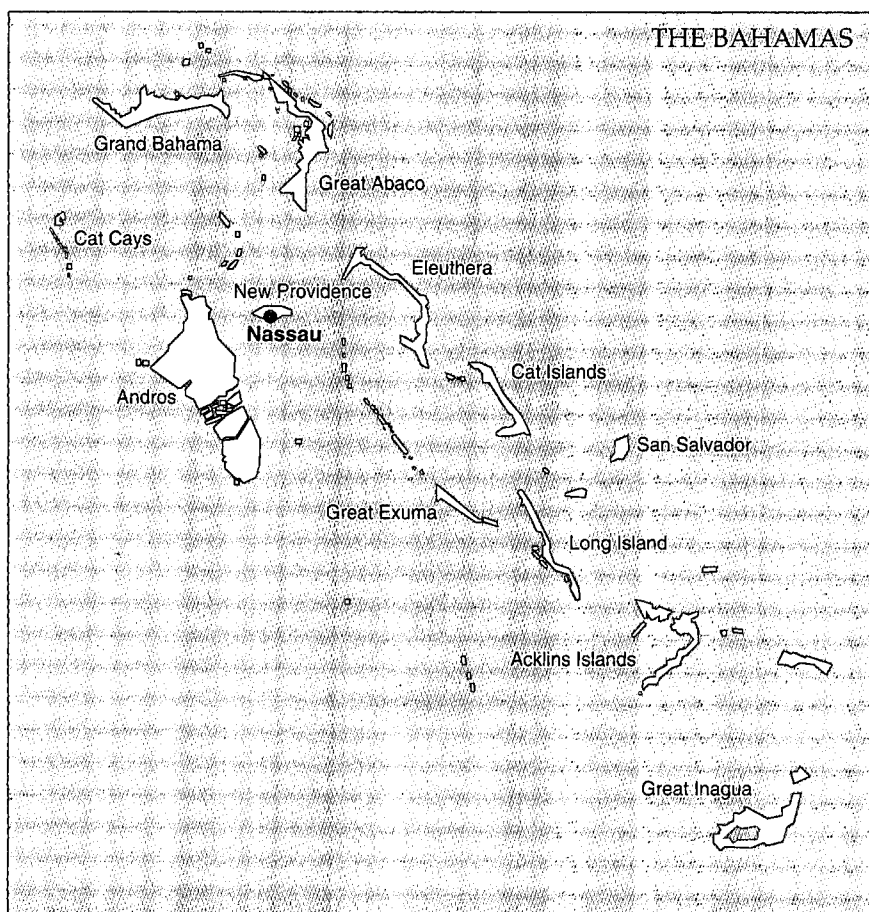 THE BAHAMAS
Grand Bahama
Great Abaco
Cat Cays
Eleuthera
New Providence
Nassau
Cat Islands
Andros
San Salvador
Great Exuma
Long Island
Acklins Islands
Great Inagua